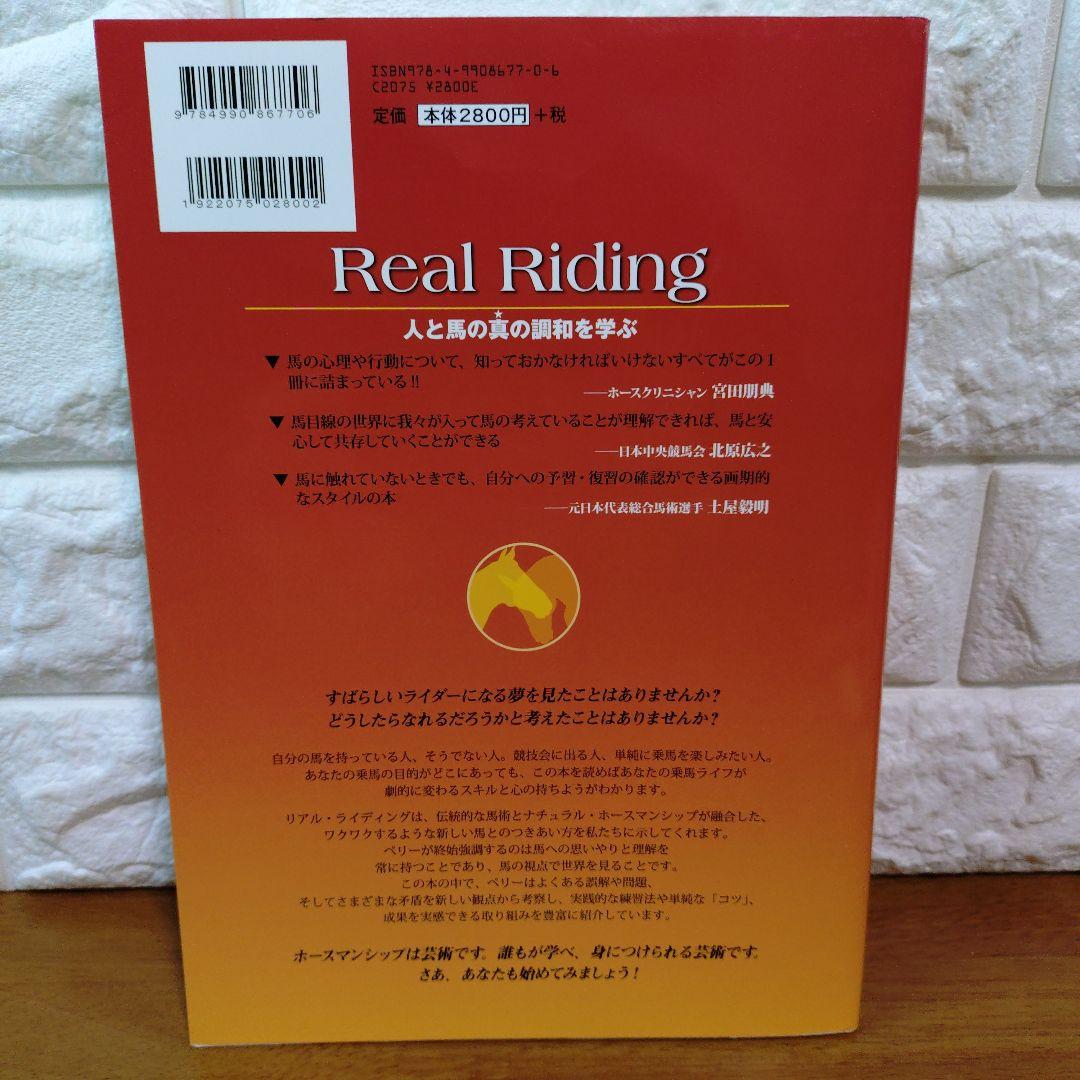 ISBN978-4-9908677-0-6
C2075 ¥2800E
定価 本体2800円 +税
9784990867706
1922075028002
Real Riding
人と馬の真の調和を学ぶ
▼ 馬の心理や行動について、知っておかなければいけないすべてがこの1
冊に詰まっている!!
──ホースクリニシャン 宮田朋典
▼ 馬目線の世界に我々が入って馬の考えていることが理解できれば、馬と安
心して共存していくことができる
──日本中央競馬会 北原広之
▼ 馬に触れていないときでも、自分への予習・復習の確認ができる画期的
なスタイルの本
──元日本代表総合馬術選手 土屋毅明
すばらしいライダーになる夢を見たことはありませんか?
どうしたらなれるだろうかと考えたことはありませんか?
自分の馬を持っている人、そうでない人。競技会に出る人、単純に乗馬を楽しみたい人。
あなたの乗馬の目的がどこにあっても、この本を読めばあなたの乗馬ライフが
劇的に変わるスキルと心の持ちようがわかります。
リアル・ライディングは、伝統的な馬術とナチュラル・ホースマンシップが融合した、
ワクワクするような新しい馬とのつきあい方を私たちに示してくれます。
ペリーが終始強調するのは馬への思いやりと理解を
常に持つことであり、馬の視点で世界を見ることです。
この本の中で、ペリーはよくある誤解や問題、
そしてさまざまな矛盾を新しい観点から考察し、実践的な練習法や単純な「コツ」、
成果を実感できる取り組みを豊富に紹介しています。
ホースマンシップは芸術です。誰もが学べ、身につけられる芸術です。
さあ、あなたも始めてみましょう!